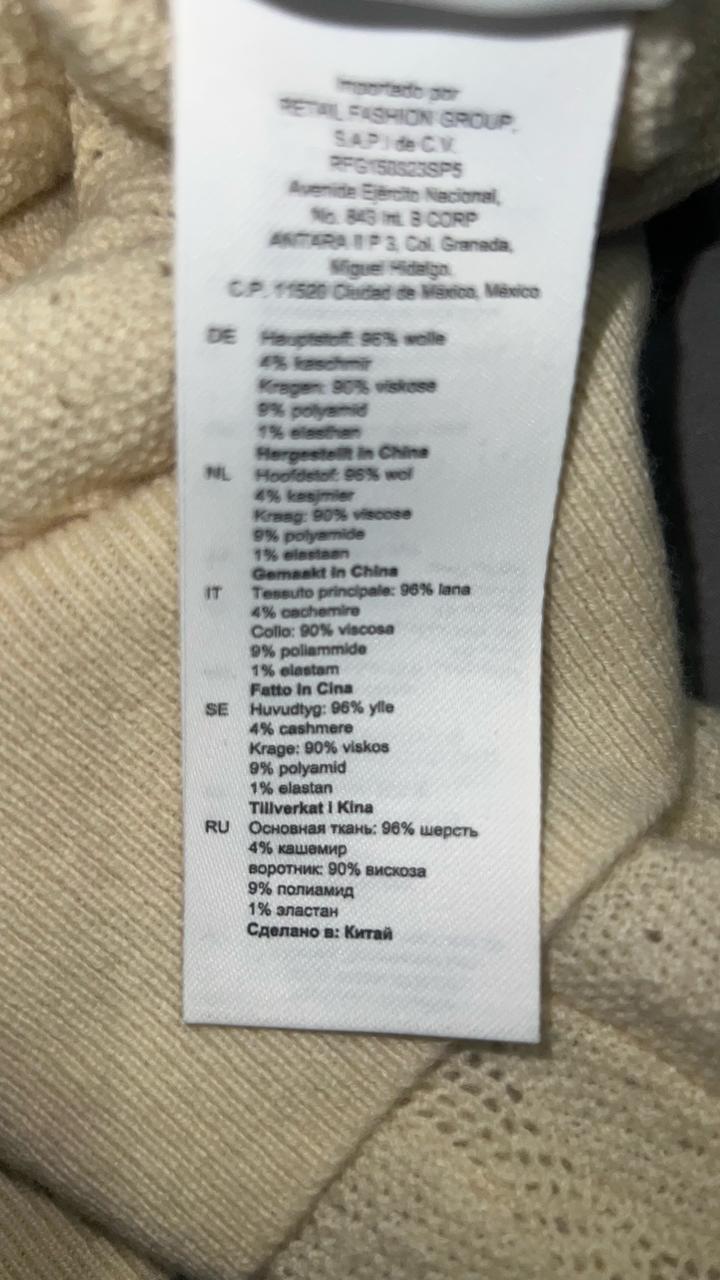 Importado por
RETAIL FASHION GROUP,
S.A.P.I de C.V.
RFG150323SP5
Avenida Ejército Nacional,
No. 843 Int. B CORP
ANTARA II P 3, Col. Granada,
Miguel Hidalgo.
C.P. 11520 Ciudad de México, México
DE Hauptstoff: 96% wolle
4% kaschmir
Kragen: 90% viskose
9% polyamid
1% elasthan
Hergestellt in China
NL Hoofdstof: 96% wol
4% kasjmier
Kraag: 90% viscose
9% polyamide
1% elastaan
Gemaakt in China
IT Tessuto principale: 96% lana
4% cachemire
Collo: 90% viscosa
9% poliammide
1% elastam
Fatto in Cina
SE Huvudtyg: 96% ylle
4% cashmere
Krage: 90% viskos
9% polyamid
1% elastan
Tillverkat i Kina
RU Основная ткань: 96% шерсть
4% кашемир
воротник: 90% вискоза
9% полиамид
1% эластан
Сделано в: Китай